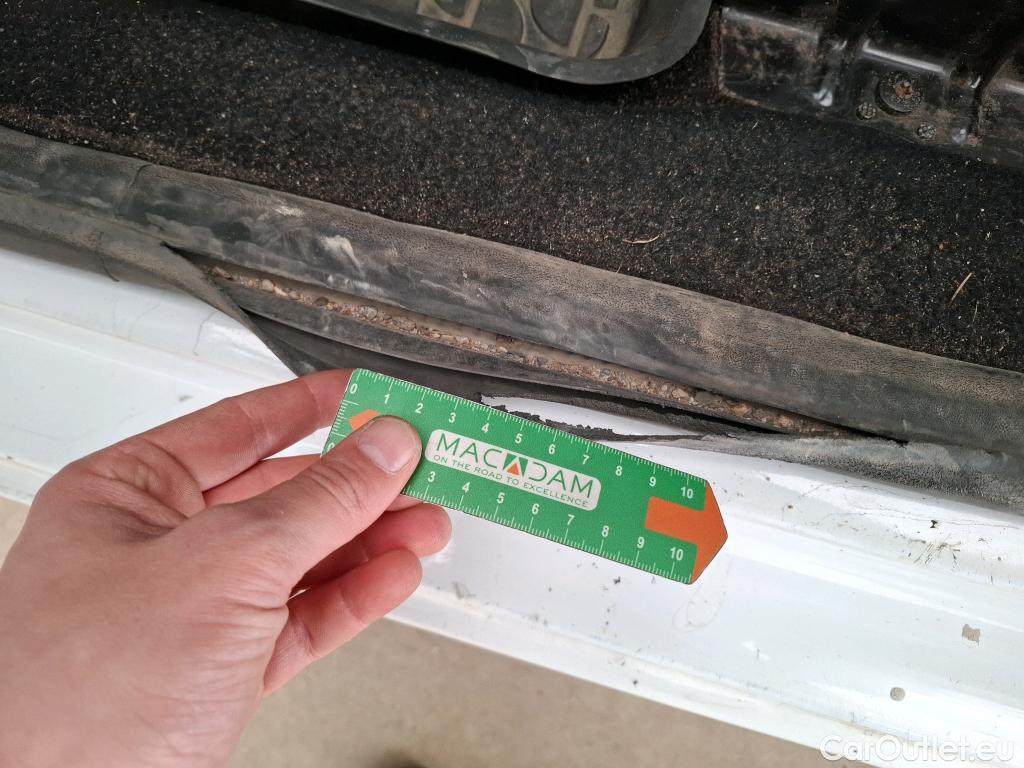 0 1 2 3 4 5 6 7 8 9 10
MACADAM
ON THE ROAD TO EXCELLENCE
3 4 5 6 7 8 9 10
CarOutlet.eu